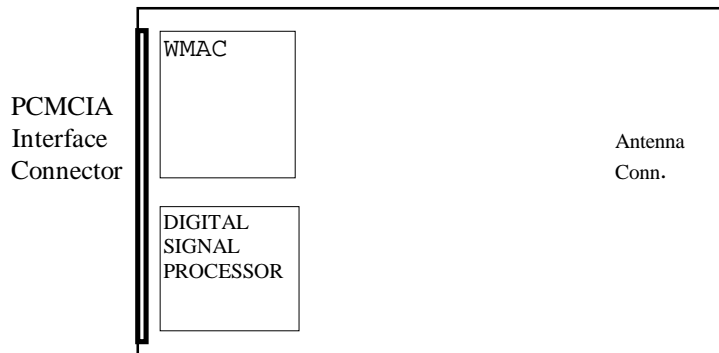 WMAC
PCMCIA
Interface
Connector
Antenna
Conn.
DIGITAL
SIGNAL
PROCESSOR